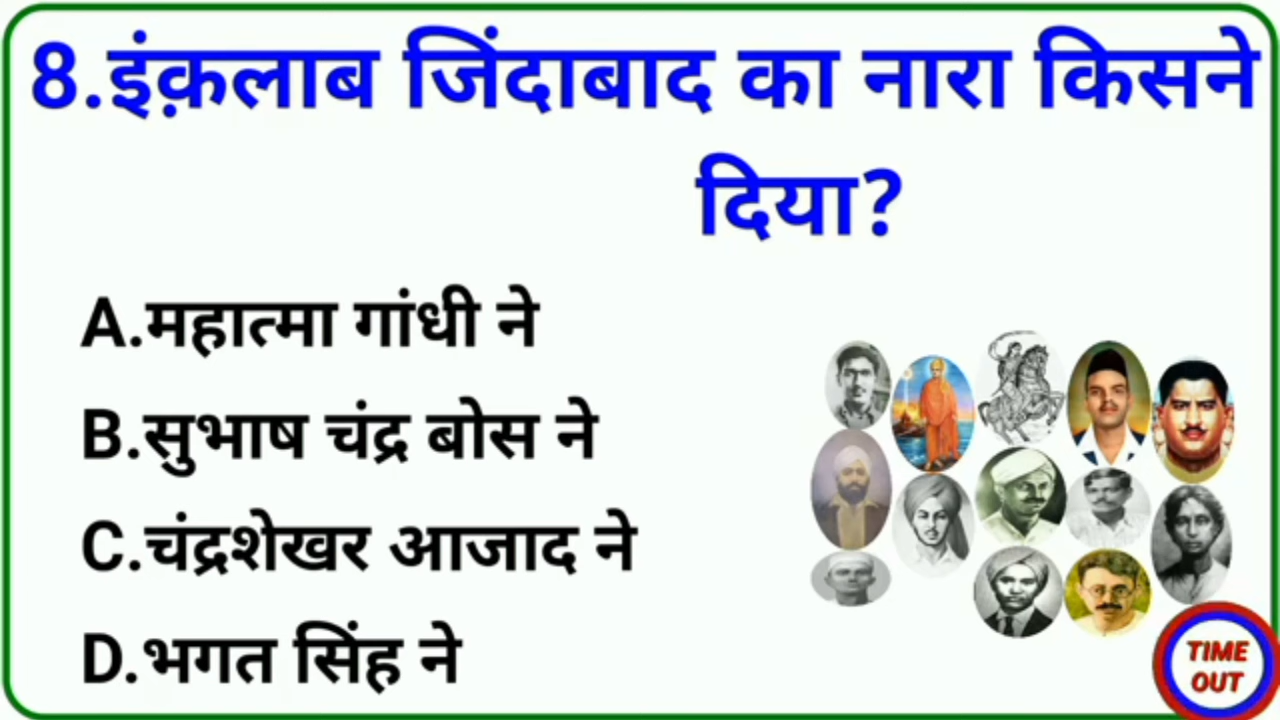 8.इंक़लाब जिंदाबाद का नारा किसने
दिया?
A.महात्मा गांधी ने
B.सुभाष चंद्र बोस ने
C.चंद्रशेखर आजाद ने
D.भगत सिंह ने
TIME
OUT